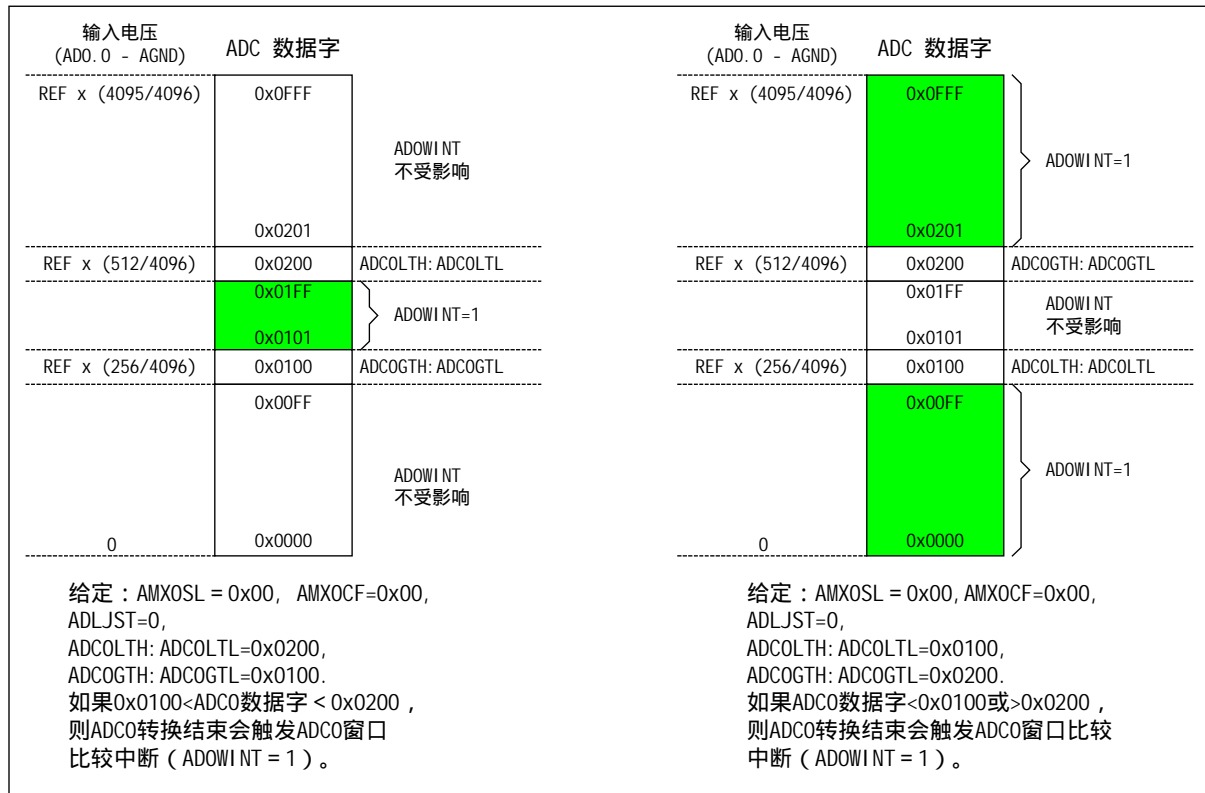 输入电压
(AD0.0 - AGND)
ADC 数据字
REF x (4095/4096)
0x0FFF
AD0WINT
不受影响
0x0201
REF x (512/4096)
0x0200
ADC0LTH:ADC0LTL
0x01FF
AD0WINT=1
0x0101
REF x (256/4096)
0x0100
ADC0GTH:ADC0GTL
0x00FF
AD0WINT
不受影响
0
0x0000
给定：AMX0SL = 0x00, AMX0CF=0x00,
ADLJST=0,
ADC0LTH:ADC0LTL=0x0200,
ADC0GTH:ADC0GTL=0x0100.
如果0x0100<ADC0数据字 < 0x0200，
则ADC0转换结束会触发ADC0窗口
比较中断（AD0WINT = 1）。
输入电压
(AD0.0 - AGND)
ADC 数据字
REF x (4095/4096)
0x0FFF
AD0WINT=1
0x0201
REF x (512/4096)
0x0200
ADC0GTH:ADC0GTL
0x01FF
AD0WINT
不受影响
0x0101
REF x (256/4096)
0x0100
ADC0LTH:ADC0LTL
0x00FF
AD0WINT=1
0
0x0000
给定：AMX0SL = 0x00, AMX0CF=0x00,
ADLJST=0,
ADC0LTH:ADC0LTL=0x0100,
ADC0GTH:ADC0GTL=0x0200.
如果ADC0数据字<0x0100或>0x0200，
则ADC0转换结束会触发ADC0窗口比较
中断（AD0WINT = 1）。